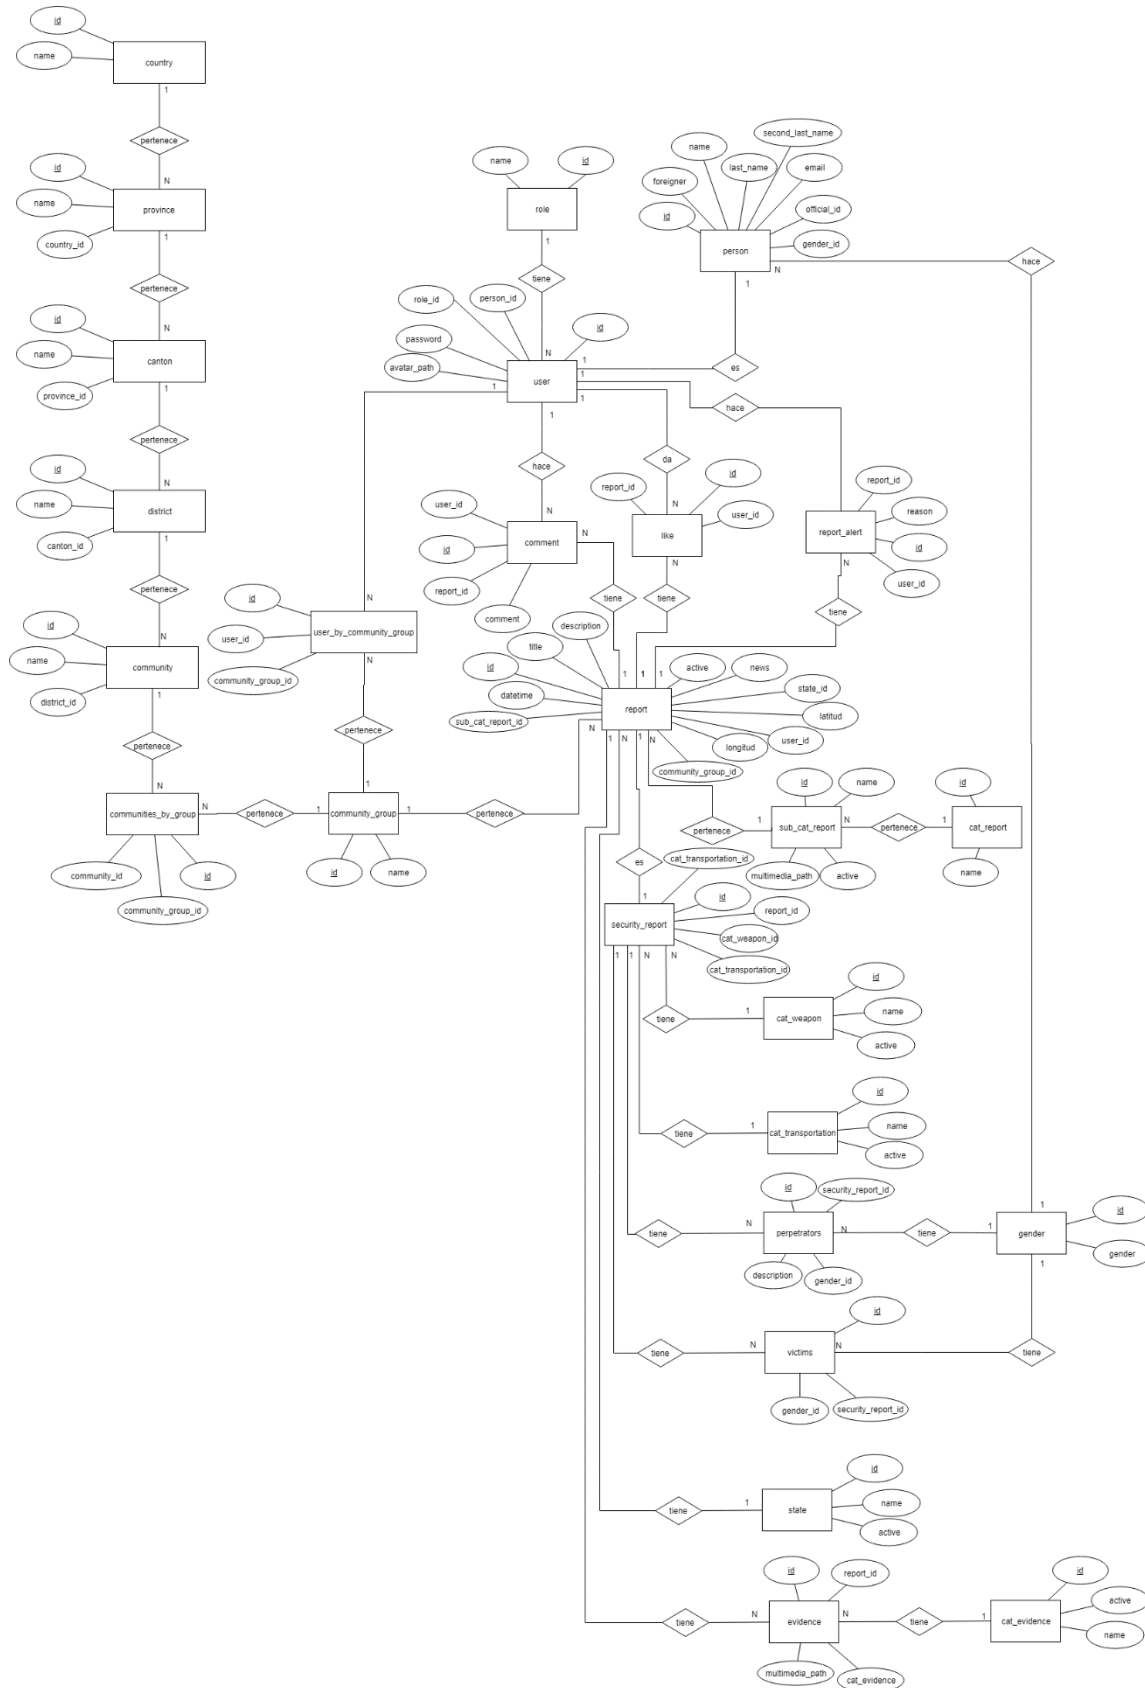 id
name
country
1
pertenece
N
id
name
country_id
province
1
pertenece
N
id
name
province_id
canton
1
pertenece
N
id
name
canton_id
district
1
pertenece
N
id
name
district_id
community
1
pertenece
N
communities_by_group
community_id
community_group_id
id
N
pertenece
1
community_group
id
name
1
pertenece
N
1
pertenece
N
user_by_community_group
id
user_id
community_group_id
N
1
name
id
role
1
tiene
N
role_id
person_id
password
avatar_path
id
user
1
1
1
1
es
1
second_last_name
name
last_name
email
foreigner
id
official_id
gender_id
person
N
hace
1
hace
N
hace
N
da
N
user_id
id
report_id
comment
comment
N
tiene
1
report_id
id
user_id
like
N
tiene
1
report_id
reason
id
user_id
report_alert
N
tiene
1
description
title
id
datetime
sub_cat_report_id
active
news
state_id
latitud
user_id
longitud
community_group_id
report
1
N
1
N
pertenece
1
id
name
sub_cat_report
multimedia_path
active
N
pertenece
1
id
cat_report
name
es
1
cat_transportation_id
id
report_id
cat_weapon_id
cat_transportation_id
security_report
1
1
N
N
tiene
1
id
name
active
cat_weapon
tiene
1
id
name
active
cat_transportation
tiene
N
id
security_report_id
perpetrators
description
gender_id
N
tiene
1
gender
id
gender
1
tiene
N
id
victims
gender_id
security_report_id
N
tiene
tiene
1
id
name
active
state
tiene
N
id
report_id
evidence
multimedia_path
cat_evidence
N
tiene
1
id
active
name
cat_evidence